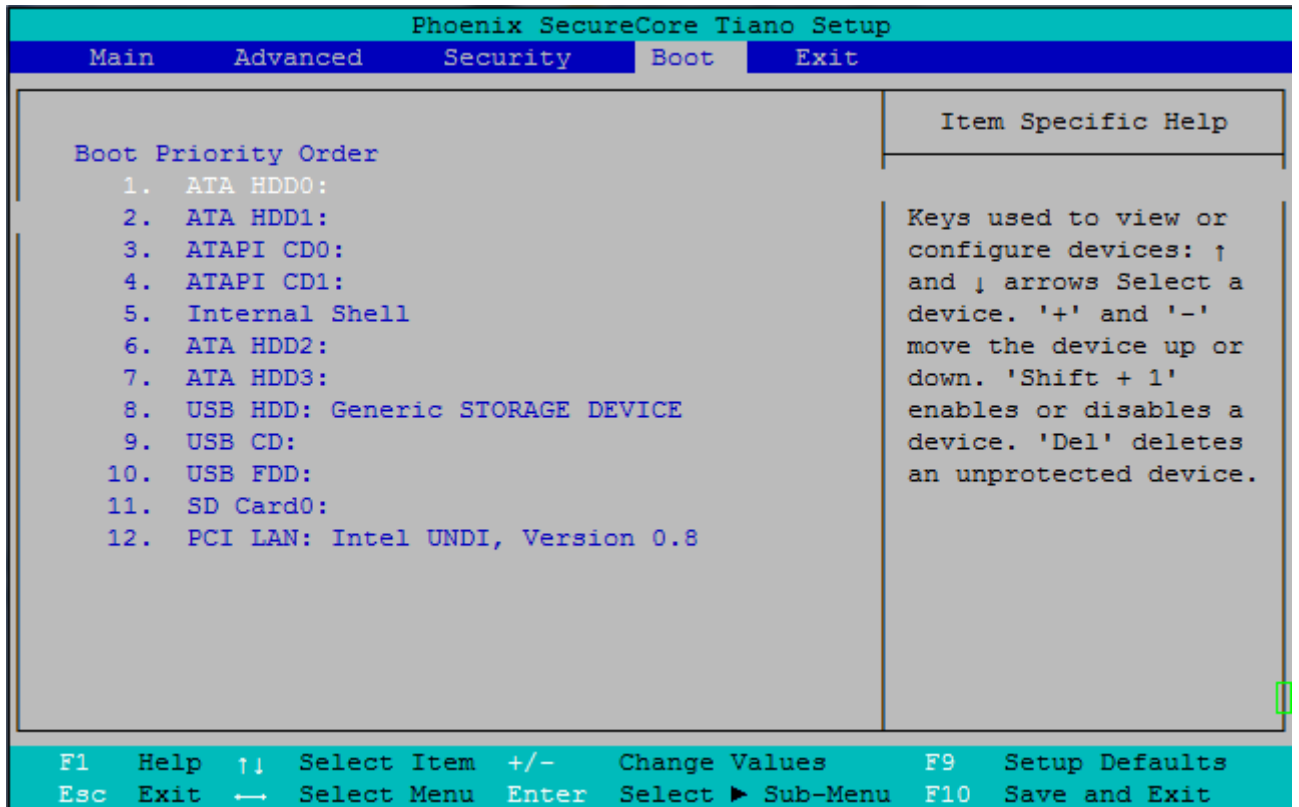 Phoenix SecureCore Tiano Setup
Main Advanced Security Boot Exit
Boot Priority Order
1. ATA HDD0:
2. ATA HDD1:
3. ATAPI CD0:
4. ATAPI CD1:
5. Internal Shell
6. ATA HDD2:
7. ATA HDD3:
8. USB HDD: Generic STORAGE DEVICE
9. USB CD:
10. USB FDD:
11. SD Card0:
12. PCI LAN: Intel UNDI, Version 0.8
Item Specific Help
Keys used to view or
configure devices: ↑
and ↓ arrows Select a
device. '+' and '-'
move the device up or
down. 'Shift + 1'
enables or disables a
device. 'Del' deletes
an unprotected device.
F1 Help ↑↓ Select Item +/- Change Values F9 Setup Defaults
Esc Exit ←→ Select Menu Enter Select ► Sub-Menu F10 Save and Exit